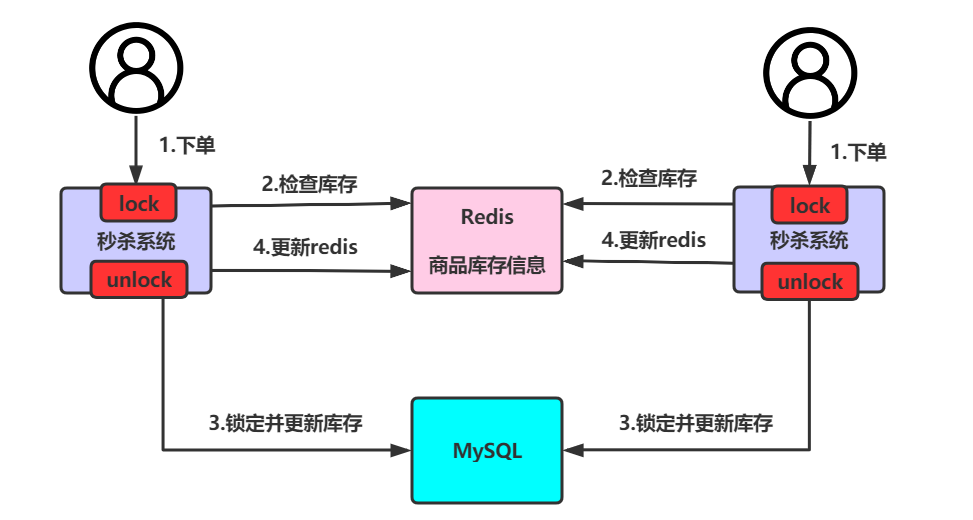 1.下单
1.下单
lock
秒杀系统
unlock
2.检查库存
4.更新redis
Redis
商品库存信息
2.检查库存
4.更新redis
lock
秒杀系统
unlock
3.锁定并更新库存
MySQL
3.锁定并更新库存